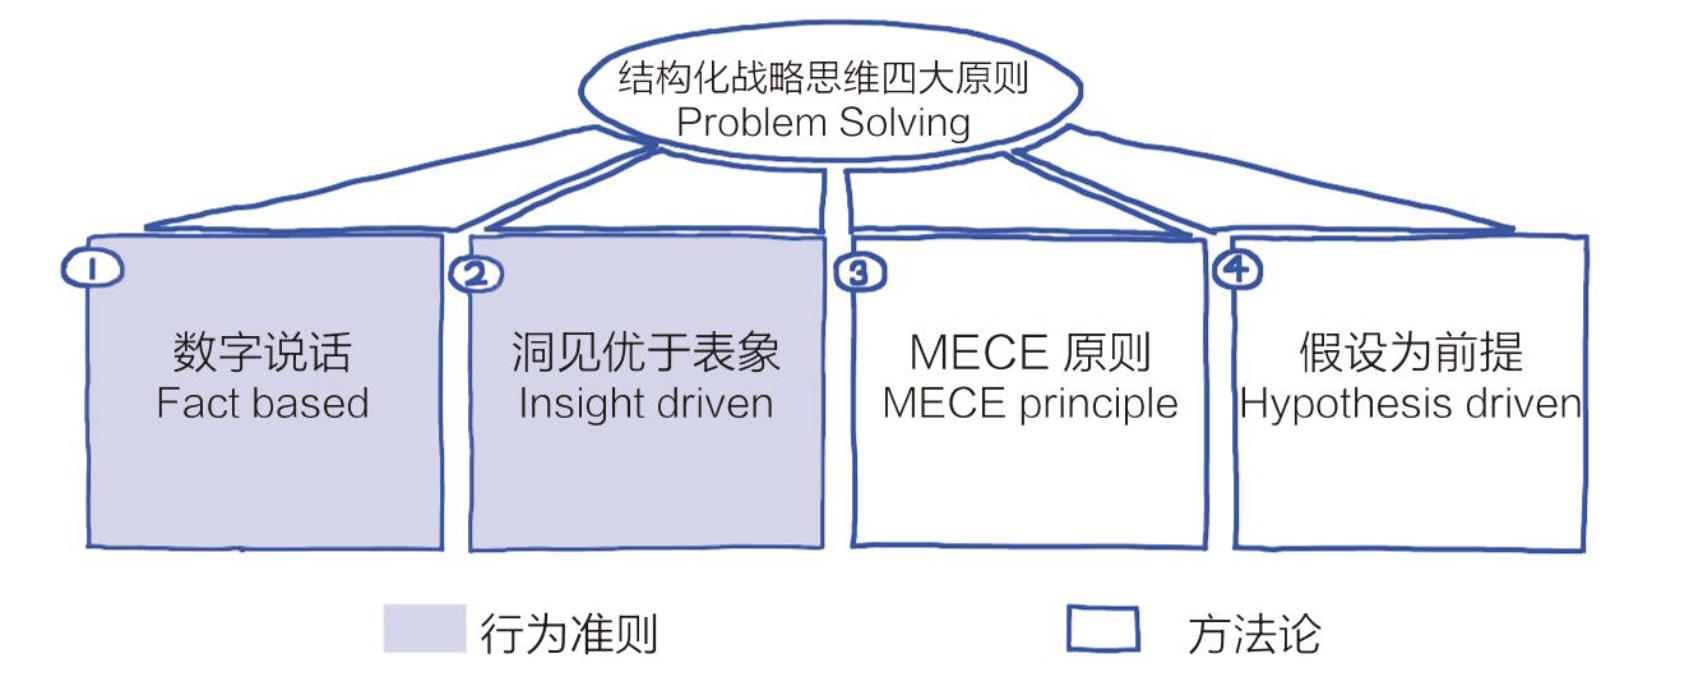 结构化战略思维四大原则
Problem Solving
1
数字说话
Fact based
2
洞见优于表象
Insight driven
3
MECE 原则
MECE principle
4
假设为前提
Hypothesis driven
行为准则
方法论